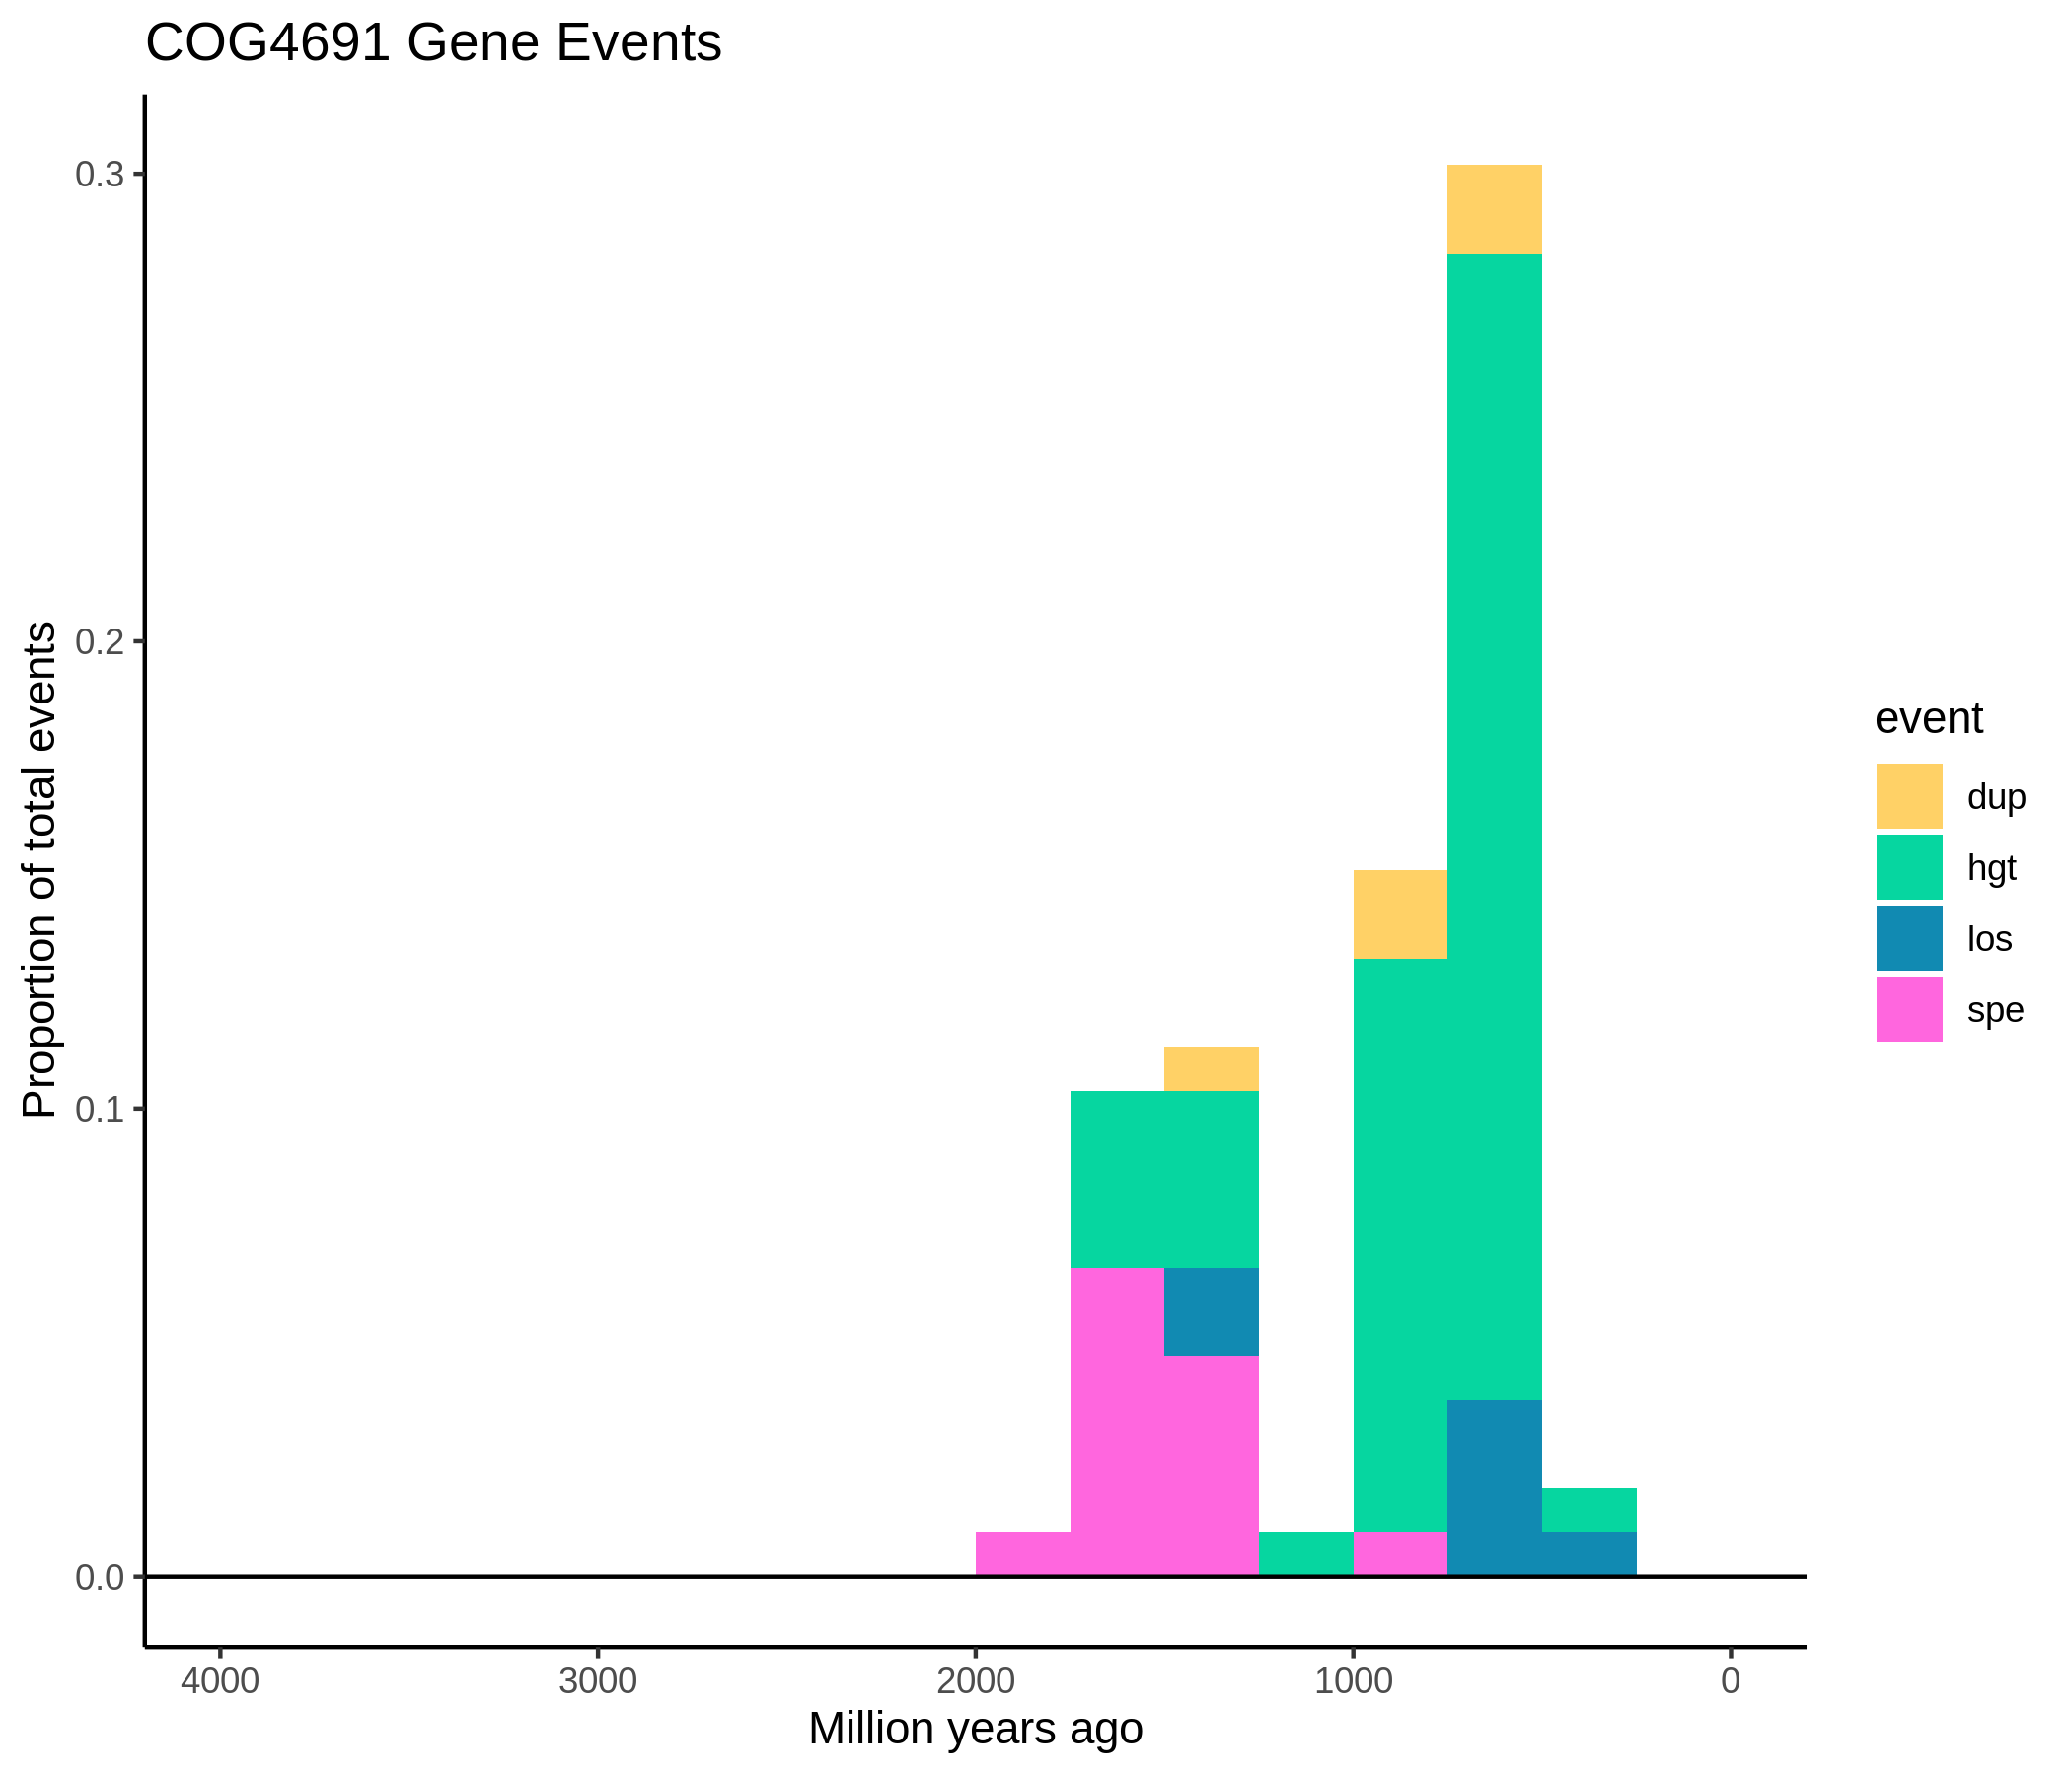 COG4691 Gene Events
Proportion of total events
0.3
0.2
0.1
0.0
4000 3000 2000 1000 0
Million years ago
event
dup
hgt
los
spe